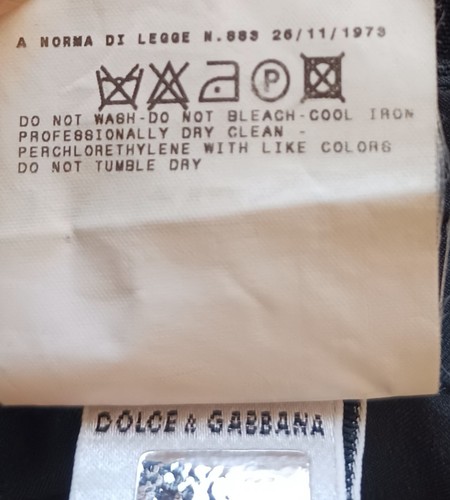 A NORMA DI LEGGE N.883 26/11/1973
P
DO NOT WASH-DO NOT BLEACH-COOL IRON
PROFESSIONALLY DRY CLEAN -
PERCHLORETHYLENE WITH LIKE COLORS
DO NOT TUMBLE DRY
DOLCE & GABBANA